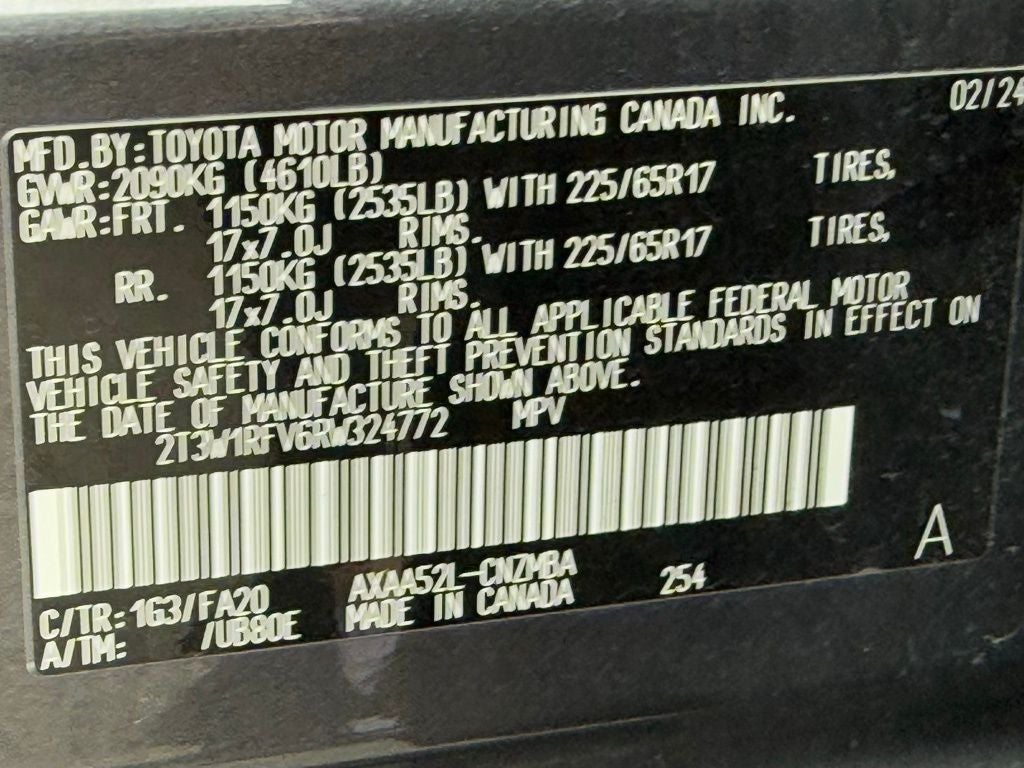 MFD.BY:TOYOTA MOTOR MANUFACTURING CANADA INC. 02/24
GVWR:2090KG (4610LB)
GAWR:FRT. 1150KG (2535LB) WITH 225/65R17 TIRES,
17x7.0J RIMS.
RR. 1150KG (2535LB) WITH 225/65R17 TIRES,
17x7.0J RIMS.
THIS VEHICLE CONFORMS TO ALL APPLICABLE FEDERAL MOTOR
VEHICLE SAFETY AND THEFT PREVENTION STANDARDS IN EFFECT ON
THE DATE OF MANUFACTURE SHOWN ABOVE.
2T3W1RFV6RW324772 MPV
A
C/TR:1G3/FA20 AXAA52L-CNZMBA 254
A/TM: /UB80E MADE IN CANADA